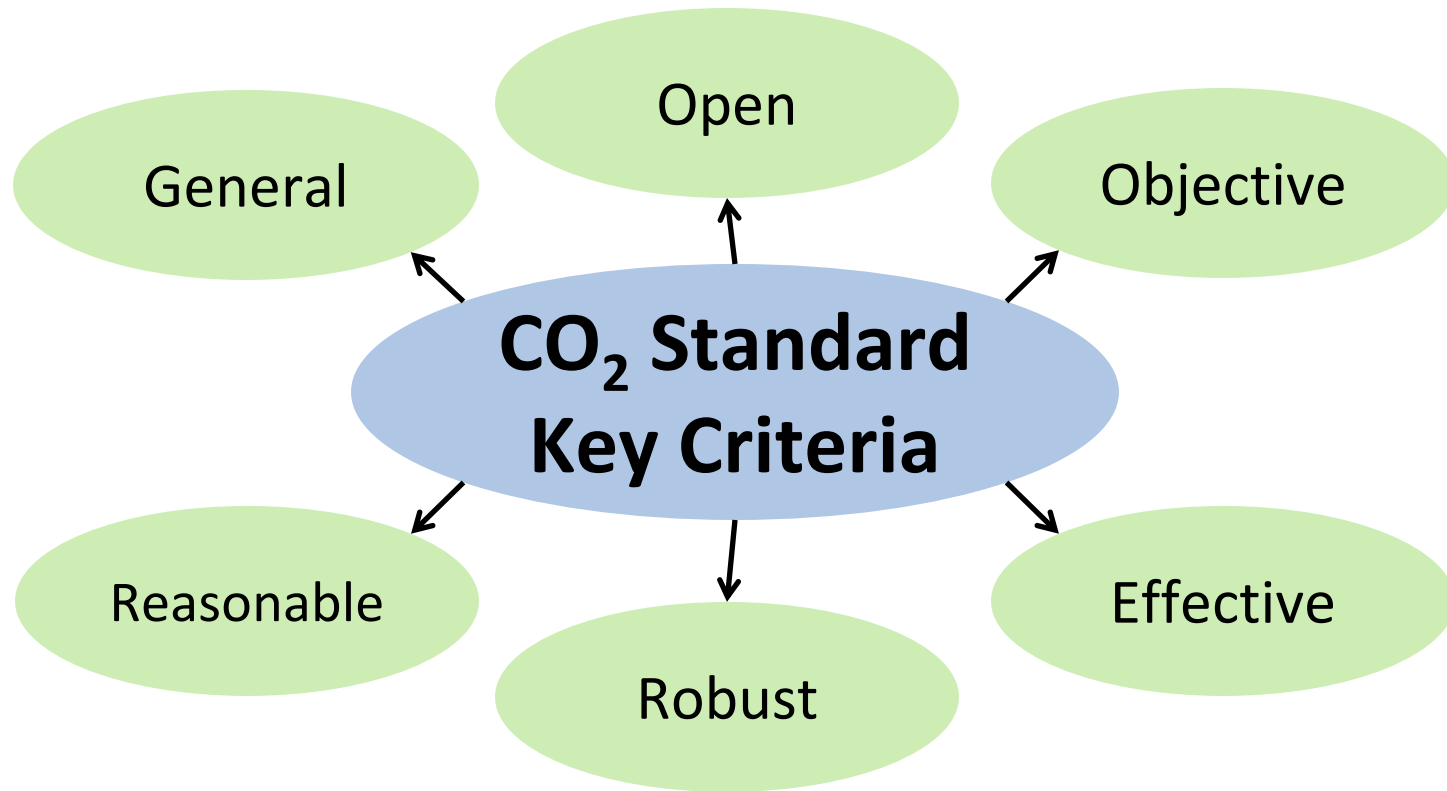 Open
General
Objective
CO₂ Standard
Key Criteria
Reasonable
Effective
Robust